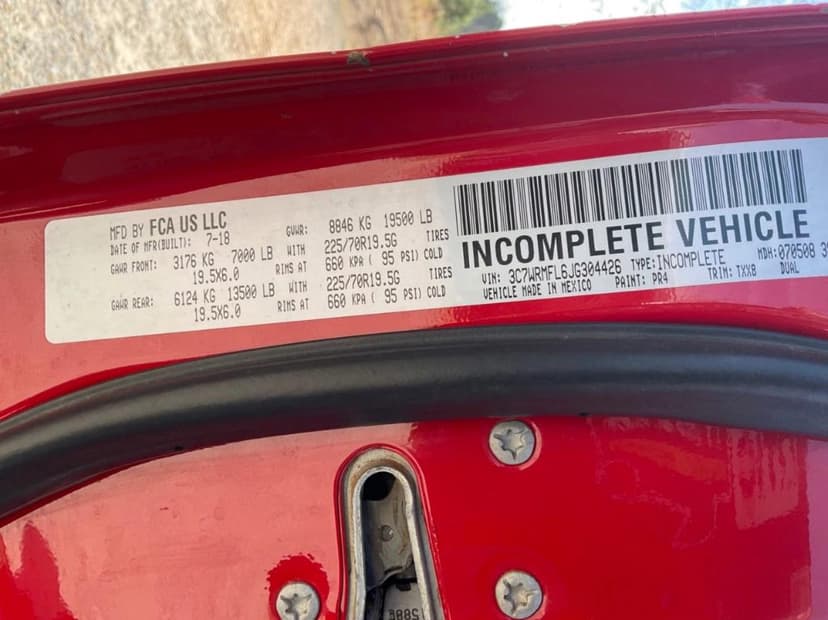 MFD BY FCA US LLC
DATE OF MFR(BUILT): 7-18
GVWR: 8846 KG 19500 LB
GAWR FRONT: 3176 KG 7000 LB WITH 225/70R19.5G TIRES
19.5X6.0 RIMS AT 660 KPA ( 95 PSI) COLD
GAWR REAR: 6124 KG 13500 LB WITH 225/70R19.5G TIRES
19.5X6.0 RIMS AT 660 KPA ( 95 PSI) COLD
INCOMPLETE VEHICLE
VIN: 3C7WRMFL6JG304426 TYPE:INCOMPLETE MDH:070508
VEHICLE MADE IN MEXICO PAINT: PR4 TRIM: TXX8 DUAL